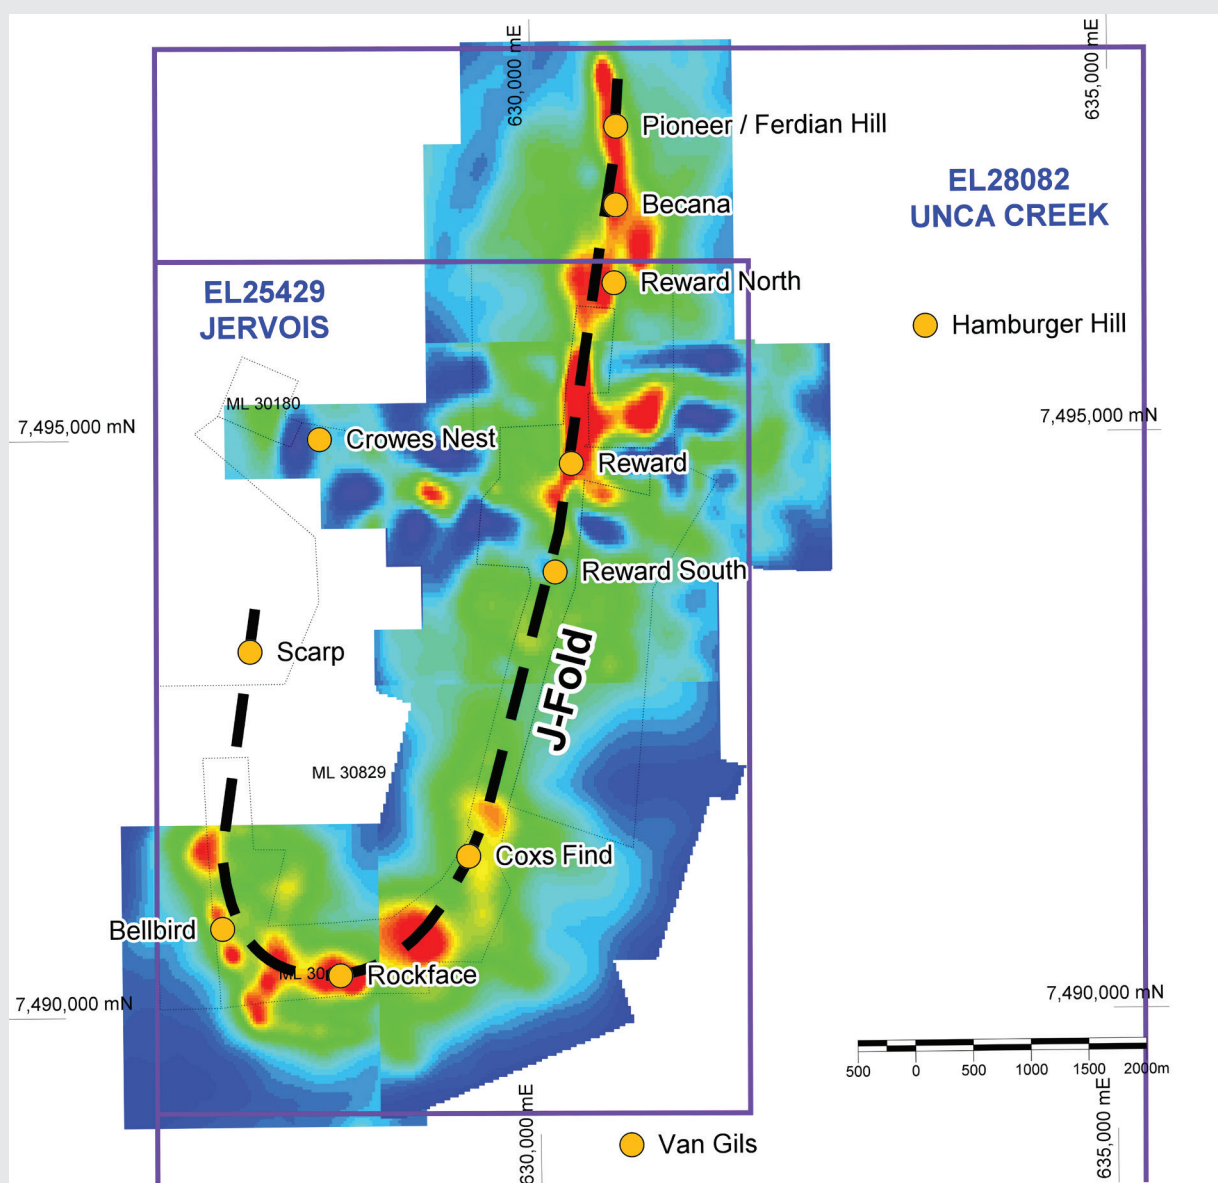 630,000 mE
635,000 mE
Pioneer / Ferdian Hill
EL28082
UNCA CREEK
Becana
Reward North
EL25429
JERVOIS
Hamburger Hill
ML 30180
7,495,000 mN
7,495,000 mN
Crowes Nest
Reward
Reward South
Scarp
J-Fold
ML 30829
Coxs Find
Bellbird
ML 30
Rockface
7,490,000 mN
7,490,000 mN
500 0 500 1000 1500 2000m
630,000 mE
635,000 mE
Van Gils